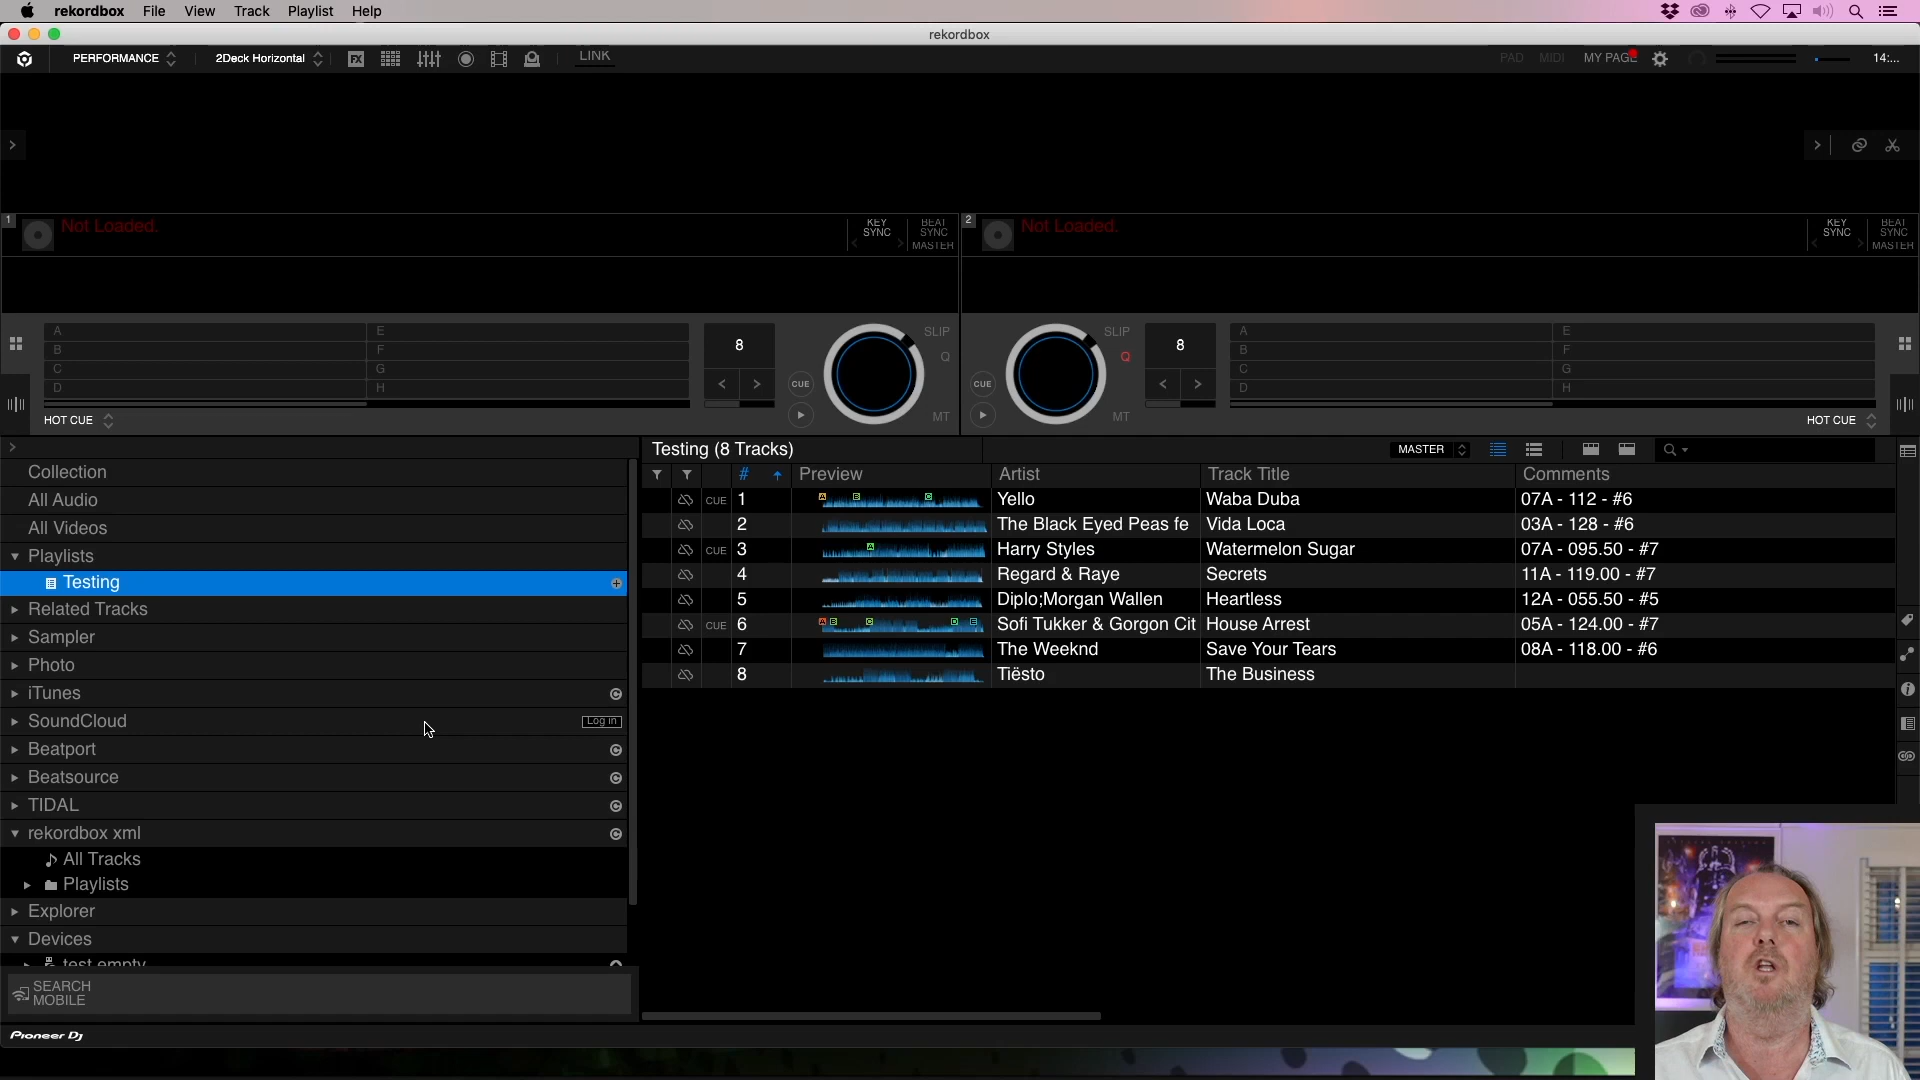 rekordbox File View Track Playlist Help
rekordbox
PERFORMANCE 2Deck Horizontal FX LINK PAD MIDI MY PAGE 14:...
1 Not Loaded. KEY SYNC BEAT SYNC MASTER
2 Not Loaded. KEY SYNC BEAT SYNC MASTER
A E 8 SLIP
B F Q
C G CUE
D H MT
HOT CUE
SLIP 8 A E
Q B F
CUE C G
MT D H
HOT CUE
Collection
All Audio
All Videos
Playlists
Testing
Related Tracks
Sampler
Photo
iTunes
SoundCloud Log in
Beatport
Beatsource
TIDAL
rekordbox xml
All Tracks
Playlists
Explorer
Devices
test empty
SEARCH
MOBILE
Pioneer Dj
Testing (8 Tracks) MASTER
# Preview Artist Track Title Comments
CUE 1 A B C Yello Waba Duba 07A - 112 - #6
2 The Black Eyed Peas fe Vida Loca 03A - 128 - #6
CUE 3 A Harry Styles Watermelon Sugar 07A - 095.50 - #7
4 Regard & Raye Secrets 11A - 119.00 - #7
5 Diplo;Morgan Wallen Heartless 12A - 055.50 - #5
CUE 6 A B C D E Sofi Tukker & Gorgon Cit House Arrest 05A - 124.00 - #7
7 The Weeknd Save Your Tears 08A - 118.00 - #6
8 Tiësto The Business